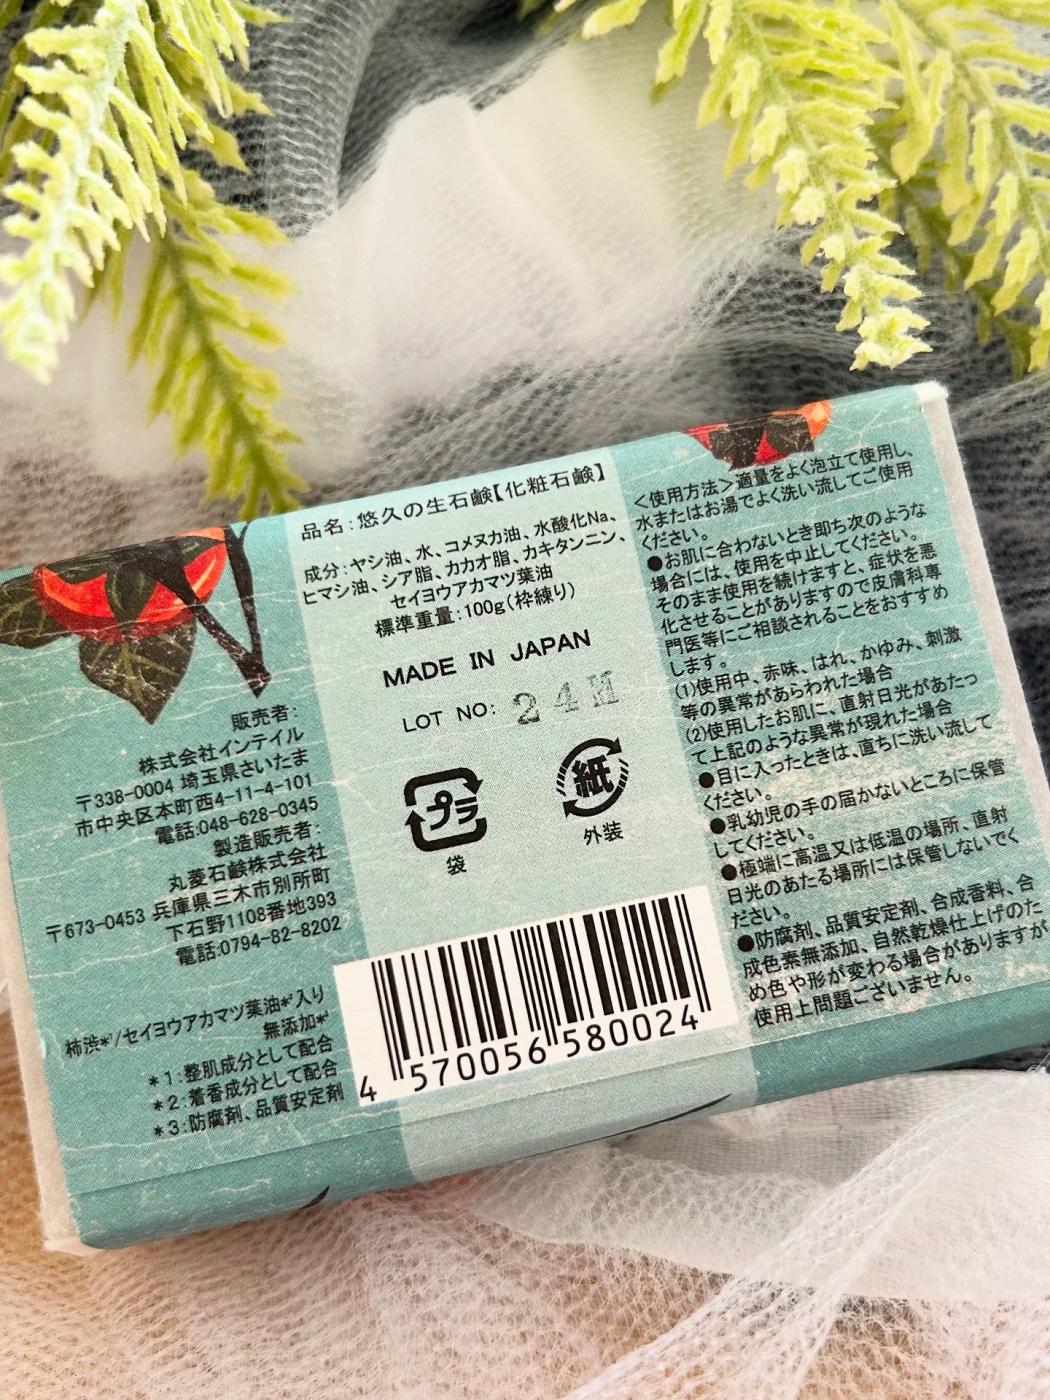 販売者:
株式会社インテイル
〒338-0004 埼玉県さいたま
市中央区本町西4-11-4-101
電話:048-628-0345
製造販売者:
丸菱石鹸株式会社
〒673-0453 兵庫県三木市別所町
下石野1108番地393
電話:0794-82-8202
柿渋*¹/セイヨウアカマツ葉油*²入り
無添加*³
*1:整肌成分として配合
*2:着香成分として配合
*3:防腐剤、品質安定剤
品名:悠久の生石鹸【化粧石鹸】
成分:ヤシ油、水、コメヌカ油、水酸化Na、
ヒマシ油、シア脂、カカオ脂、カキタンニン、
セイヨウアカマツ葉油
標準重量:100g(枠練り)
MADE IN JAPAN
LOT NO: 24M
プラ
袋
紙
外装
4 570056 580024
<使用方法>適量をよく泡立て使用し、
水またはお湯でよく洗い流してご使用
ください。
●お肌に合わないとき即ち次のような
場合には、使用を中止してください。
そのまま使用を続けますと、症状を悪
化させることがありますので皮膚科専
門医等にご相談されることをおすすめ
します。
(1)使用中、赤味、はれ、かゆみ、刺激
等の異常があらわれた場合
(2)使用したお肌に、直射日光があたっ
て上記のような異常が現れた場合
●目に入ったときは、直ちに洗い流して
ください。
●乳幼児の手の届かないところに保管
してください。
●極端に高温又は低温の場所、直射
日光のあたる場所には保管しないでく
ださい。
●防腐剤、品質安定剤、合成香料、合
成色素無添加、自然乾燥仕上げのた
め色や形が変わる場合がありますが
使用上問題ございません。